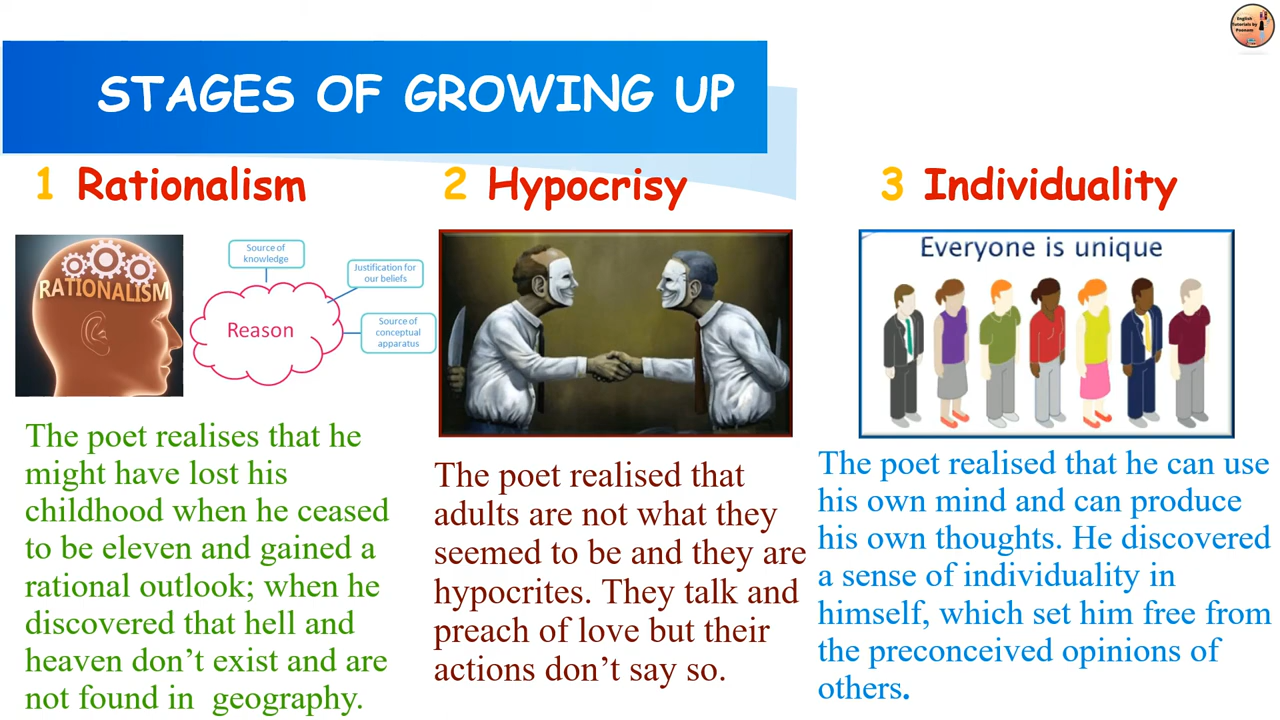 English
Tutorials by
Poonam
STAGES OF GROWING UP
1 Rationalism
RATIONALISM
Source of
knowledge
Justification for
our beliefs
Reason
Source of
conceptual
apparatus
The poet realises that he
might have lost his
childhood when he ceased
to be eleven and gained a
rational outlook; when he
discovered that hell and
heaven don’t exist and are
not found in  geography.
2 Hypocrisy
The poet realised that
adults are not what they
seemed to be and they are
hypocrites. They talk and
preach of love but their
actions don’t say so.
3 Individuality
Everyone is unique
The poet realised that he can use
his own mind and can produce
his own thoughts. He discovered
a sense of individuality in
himself, which set him free from
the preconceived opinions of
others.